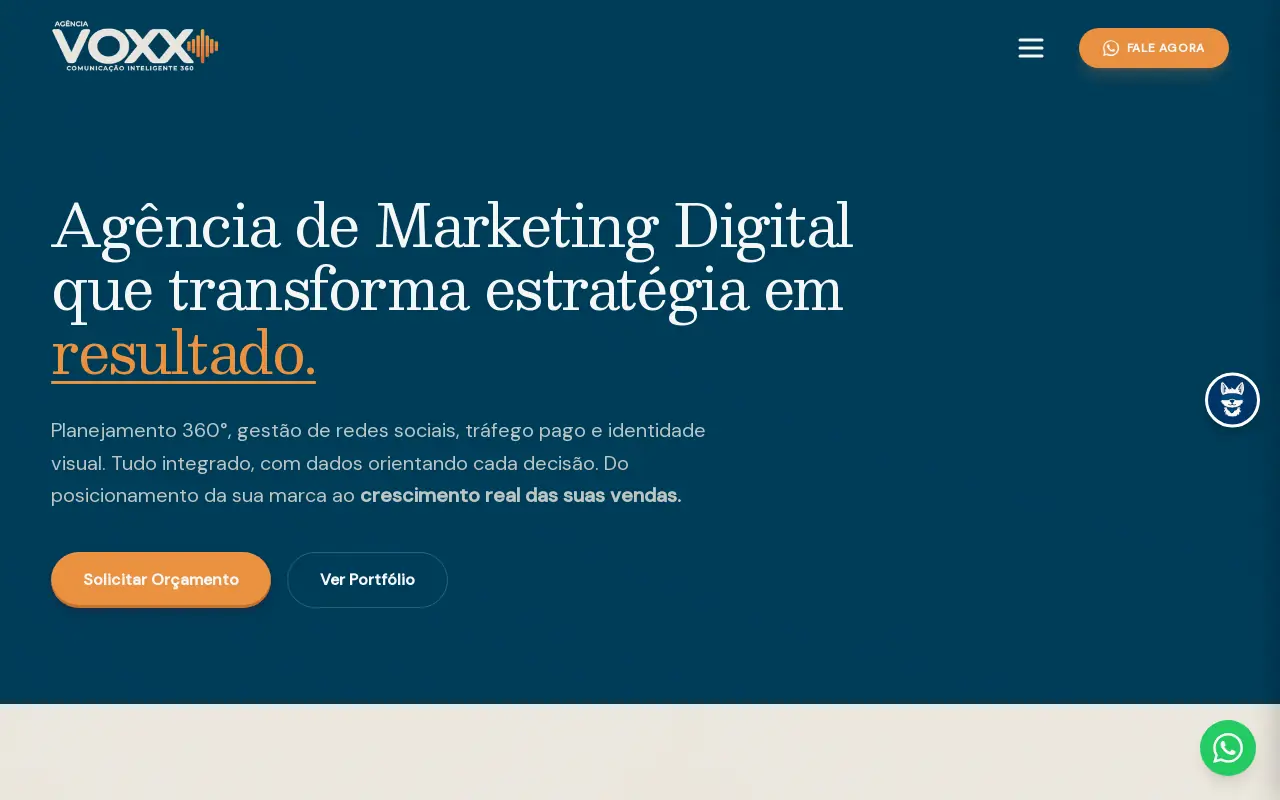 AGÊNCIA
VOXX
COMUNICAÇÃO INTELIGENTE 360
FALE AGORA
Agência de Marketing Digital
que transforma estratégia em
resultado.
Planejamento 360°, gestão de redes sociais, tráfego pago e identidade
visual. Tudo integrado, com dados orientando cada decisão. Do
posicionamento da sua marca ao crescimento real das suas vendas.
Solicitar Orçamento
Ver Portfólio